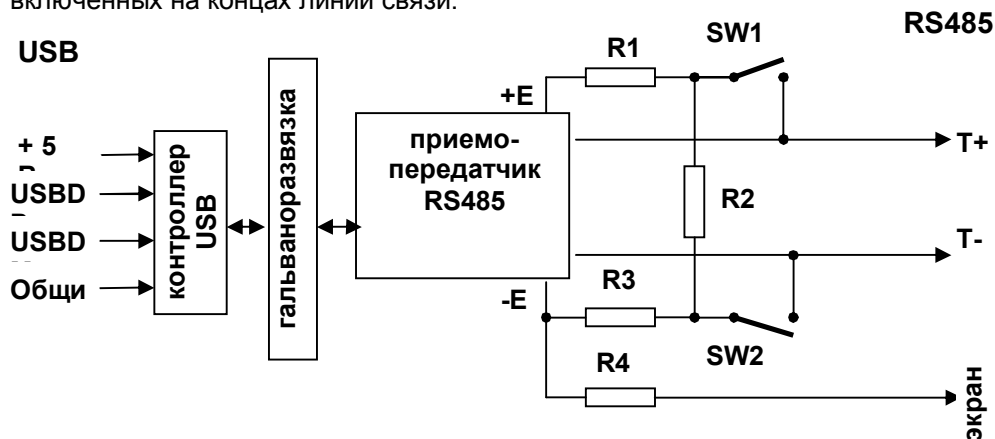 включенных на концах линии связи.
RS485
USB
R1
SW1
+E
+ 5
USBD
USBD
Общи
контроллер
USB
гальваноразвязка
приемо-
передатчик
RS485
T+
R2
T-
-E
R3
SW2
R4
экран